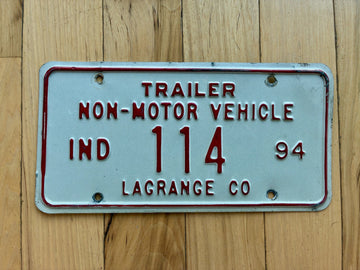 TRAILER
NON-MOTOR VEHICLE
IND 114 94
LAGRANGE CO